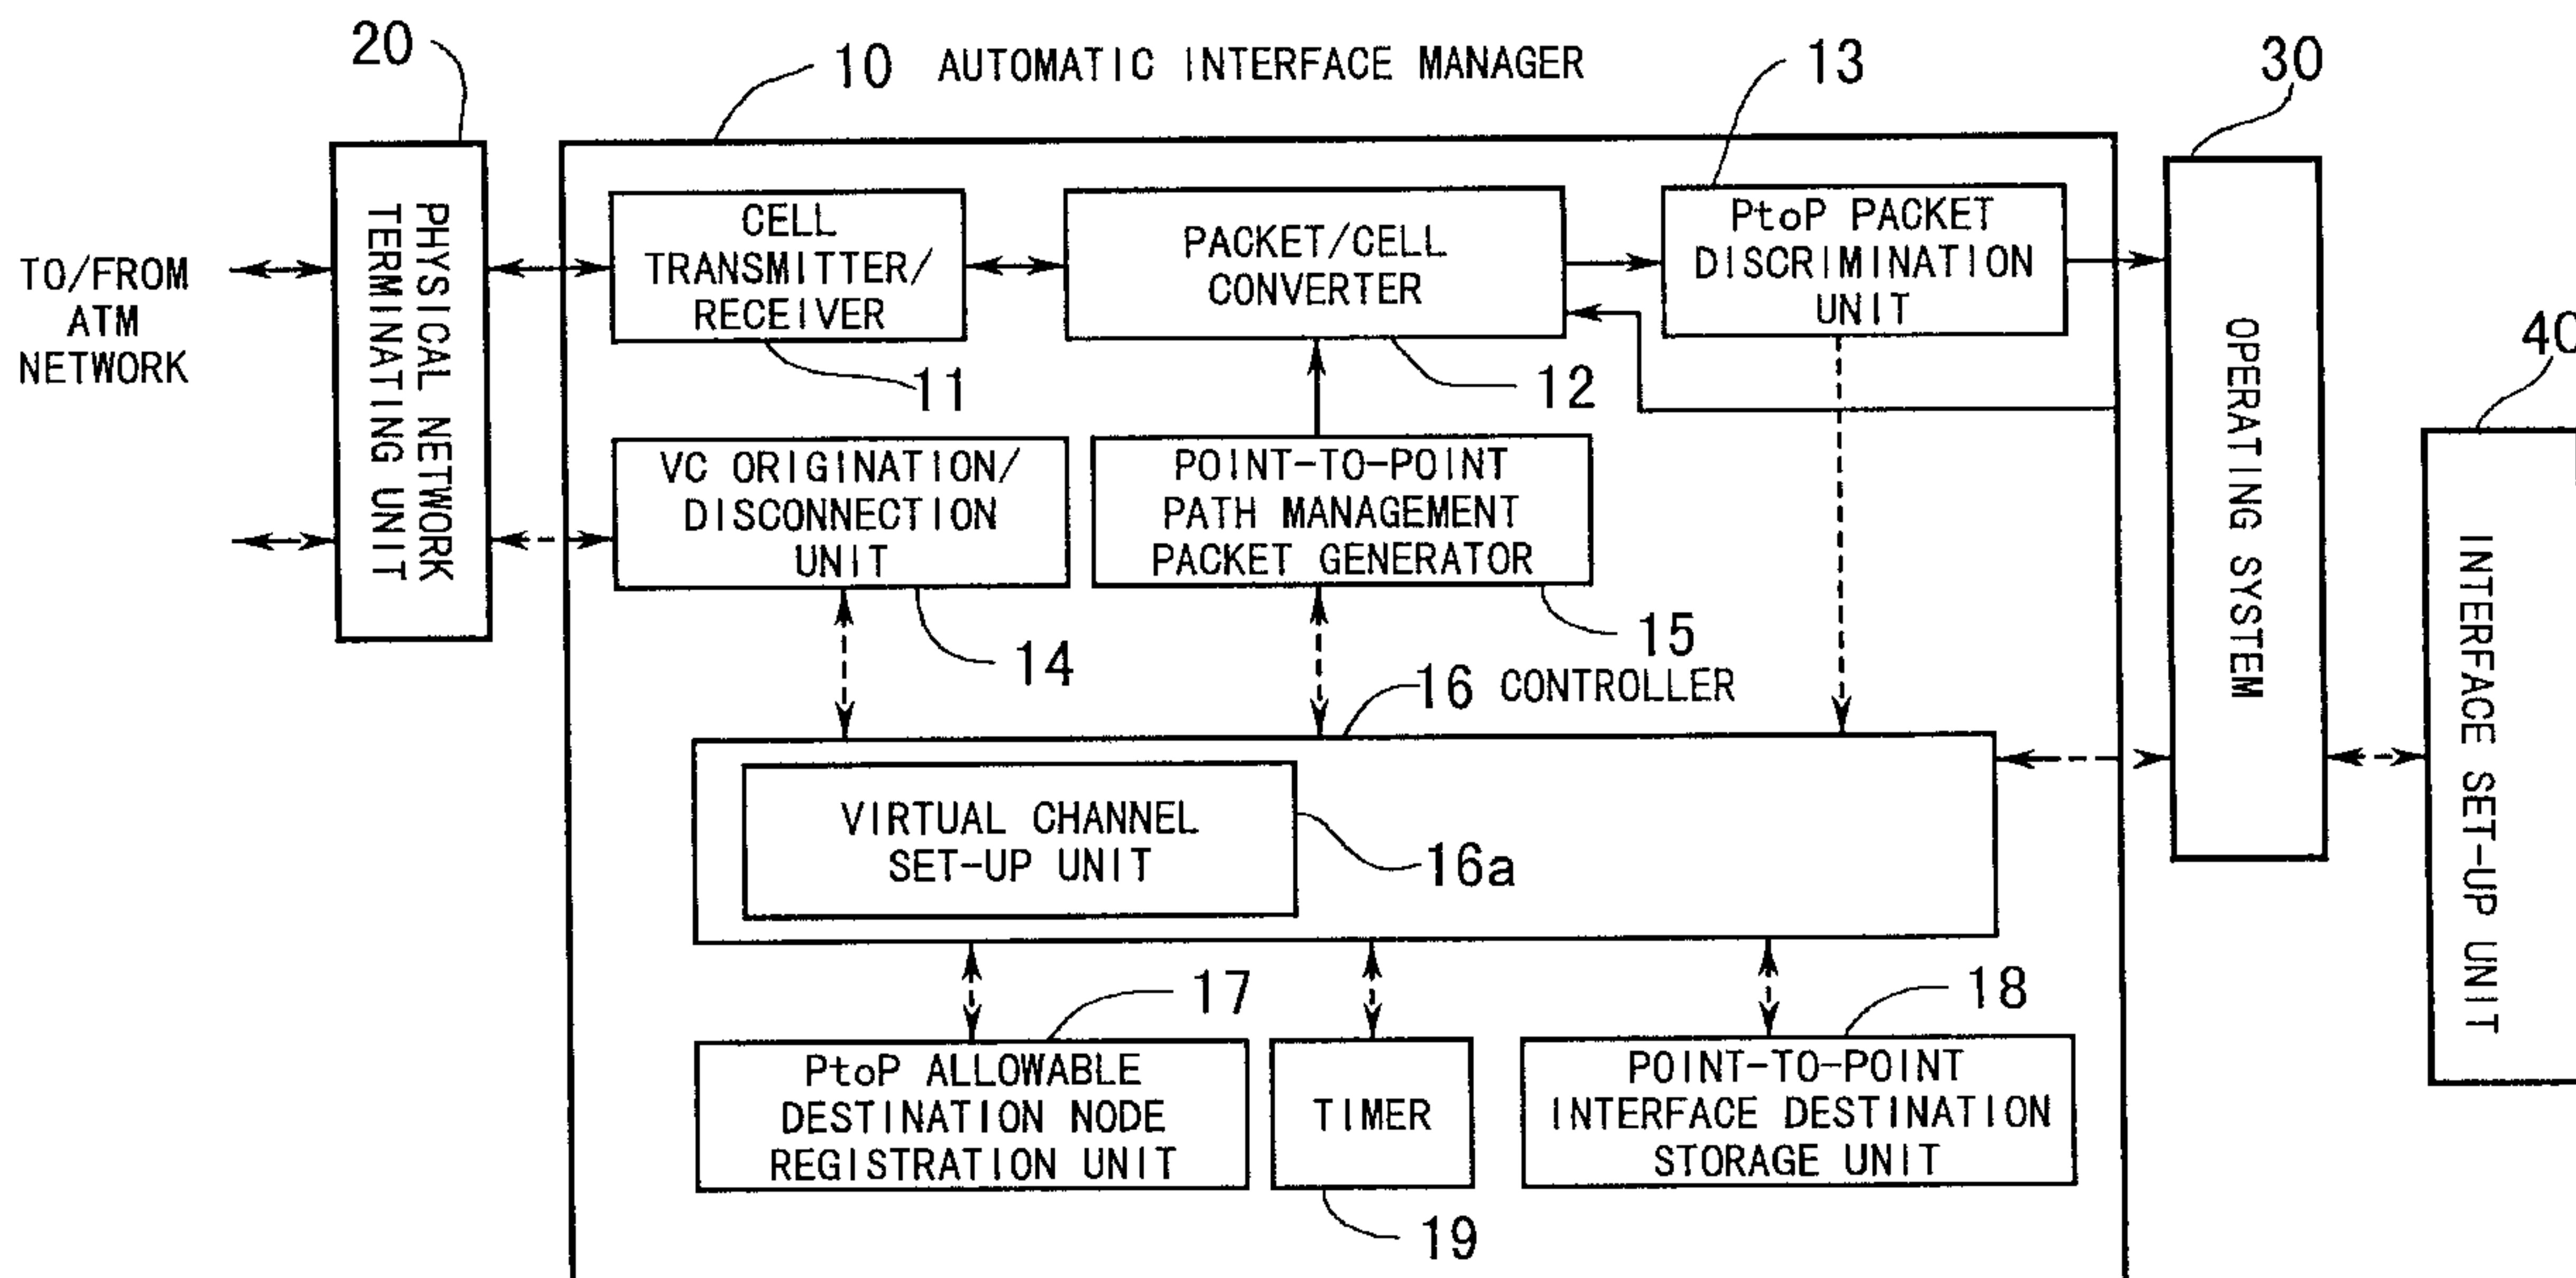 20
10 AUTOMATIC INTERFACE MANAGER
13
30
PHYSICAL NETWORK
TERMINATING UNIT
TO/FROM
ATM
NETWORK
CELL
TRANSMITTER/
RECEIVER
11
PACKET/CELL
CONVERTER
12
PtoP PACKET
DISCRIMINATION
UNIT
OPERATING SYSTEM
40
INTERFACE SET-UP UNIT
VC ORIGINATION/
DISCONNECTION
UNIT
14
POINT-TO-POINT
PATH MANAGEMENT
PACKET GENERATOR
15
16 CONTROLLER
VIRTUAL CHANNEL
SET-UP UNIT
16a
17
18
PtoP ALLOWABLE
DESTINATION NODE
REGISTRATION UNIT
TIMER
19
POINT-TO-POINT
INTERFACE DESTINATION
STORAGE UNIT